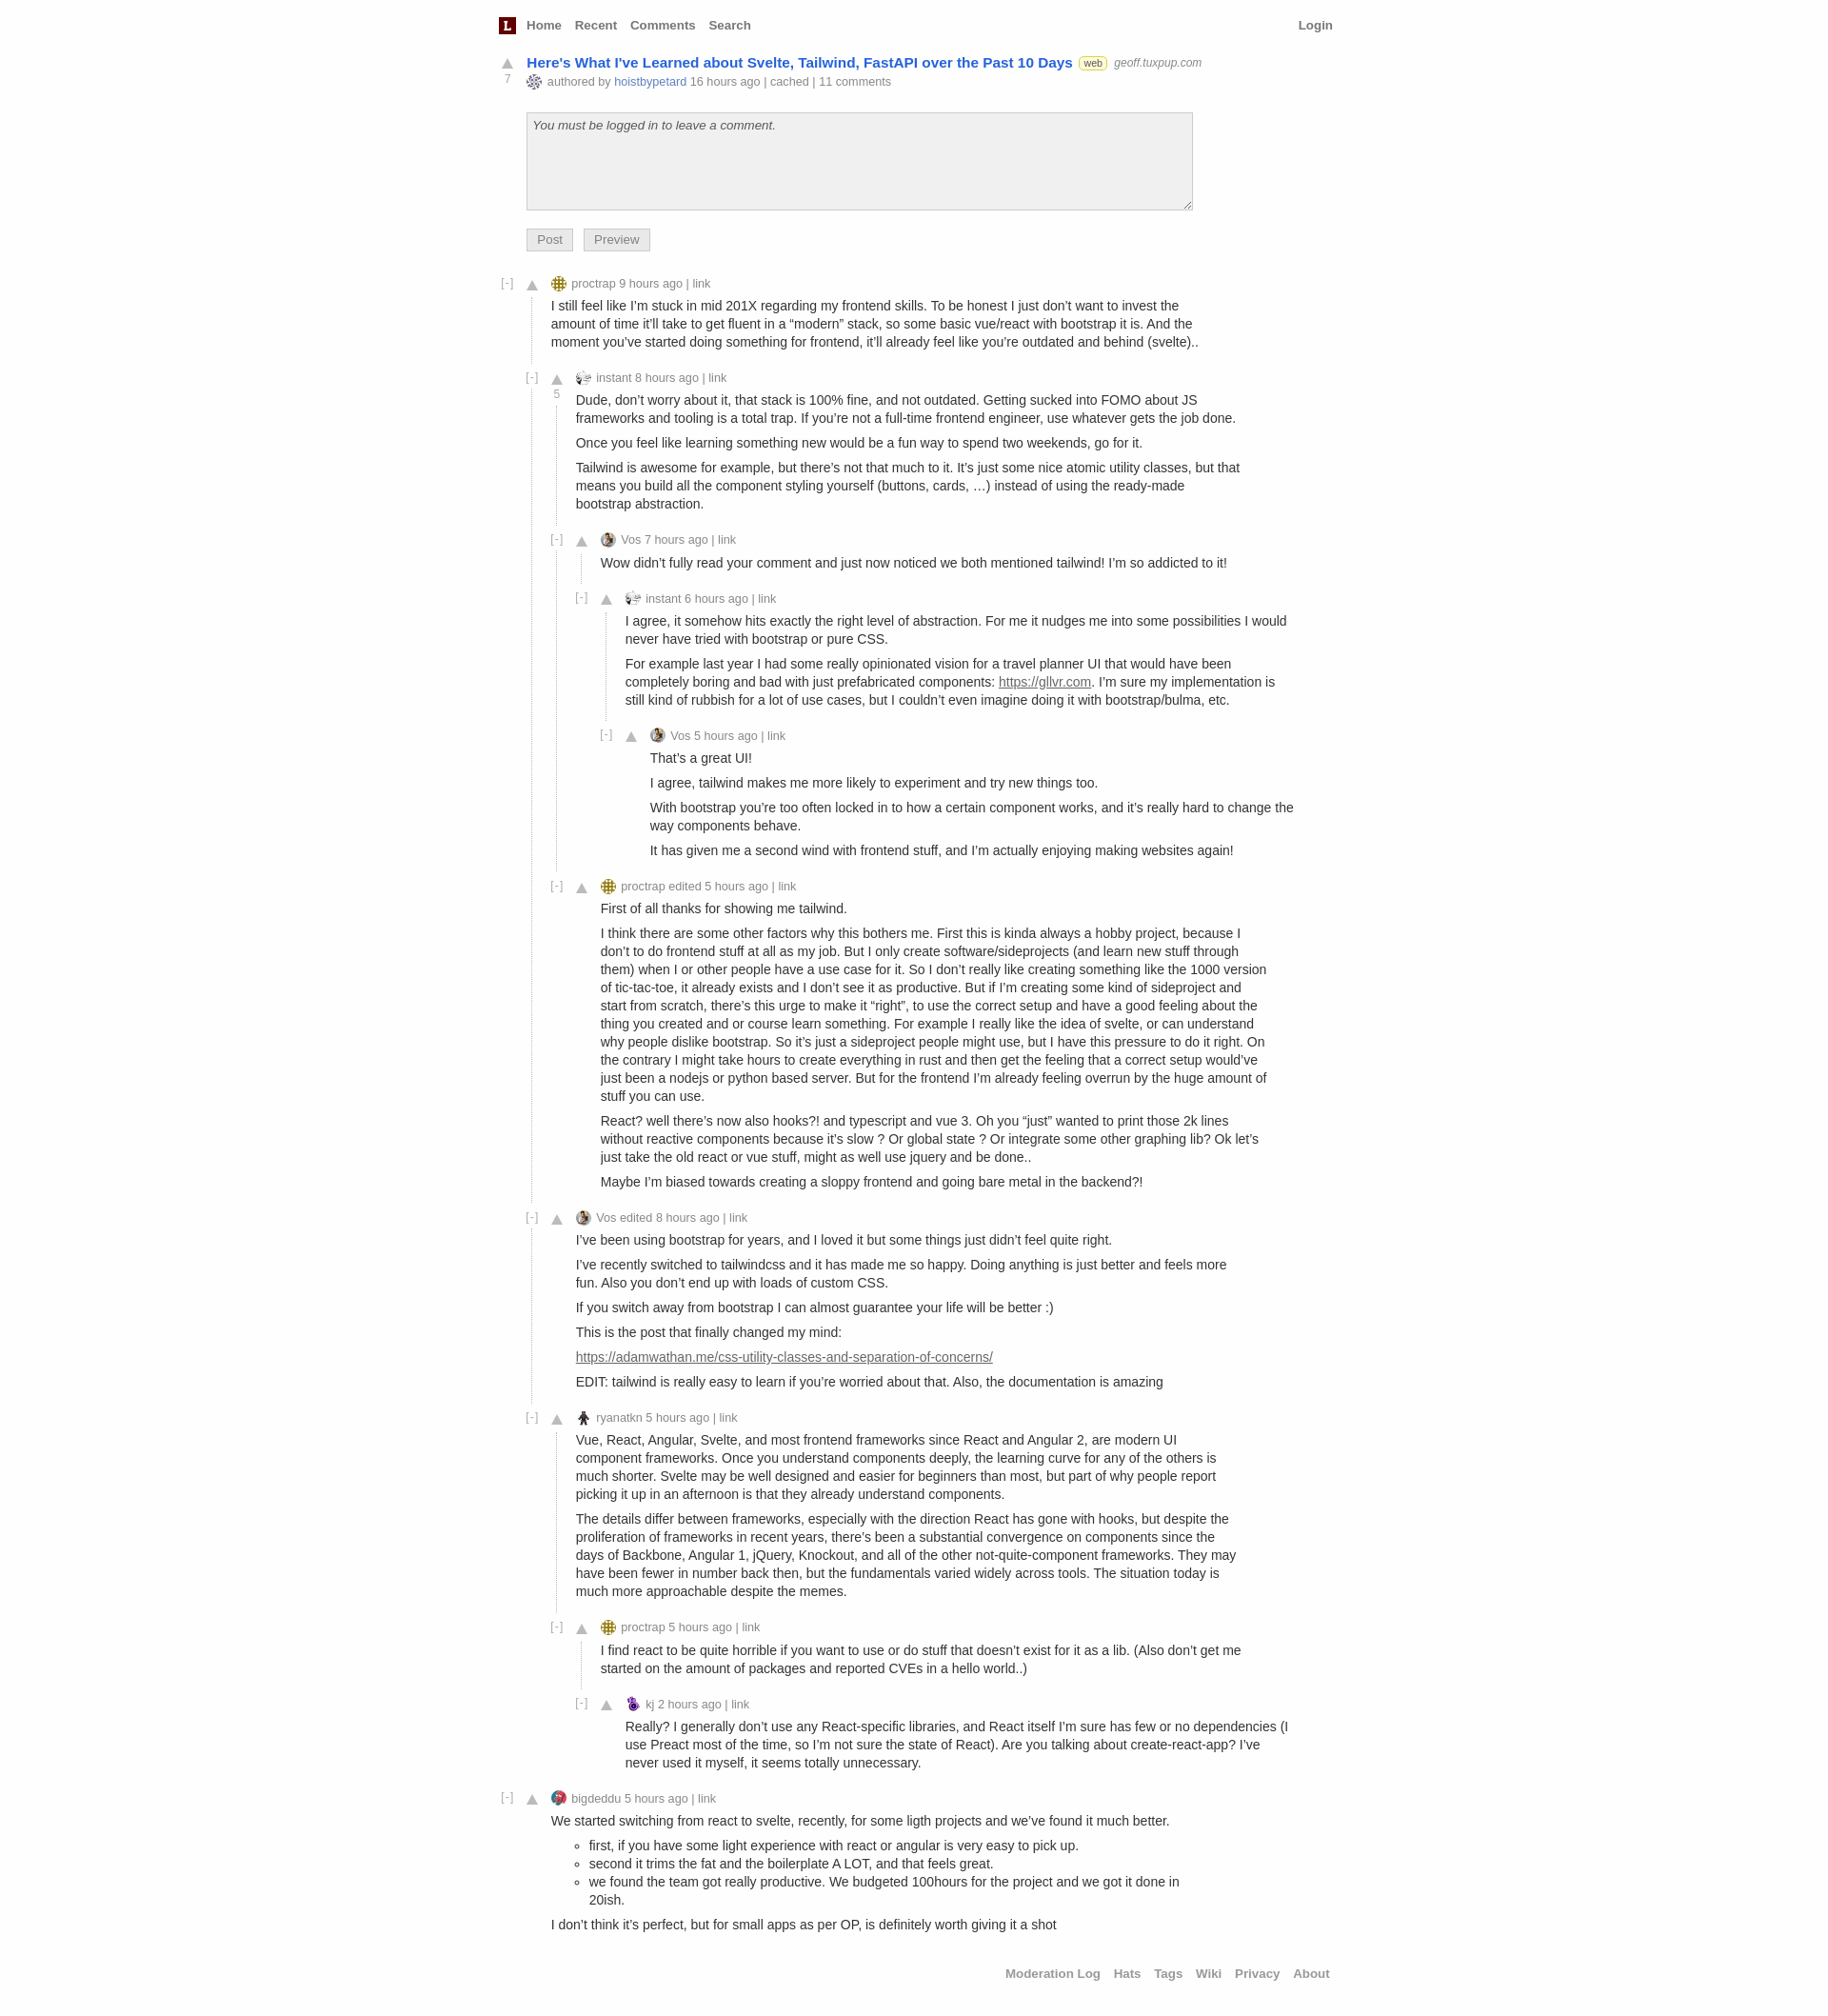 L Home Recent Comments Search Login
Here's What I've Learned about Svelte, Tailwind, FastAPI over the Past 10 Days web geoff.tuxpup.com
7 authored by hoistbypetard 16 hours ago | cached | 11 comments
You must be logged in to leave a comment.
Post Preview
[-] proctrap 9 hours ago | link
I still feel like I’m stuck in mid 201X regarding my frontend skills. To be honest I just don’t want to invest the
amount of time it’ll take to get fluent in a “modern” stack, so some basic vue/react with bootstrap it is. And the
moment you’ve started doing something for frontend, it’ll already feel like you’re outdated and behind (svelte)..
[-] instant 8 hours ago | link
5
Dude, don’t worry about it, that stack is 100% fine, and not outdated. Getting sucked into FOMO about JS
frameworks and tooling is a total trap. If you’re not a full-time frontend engineer, use whatever gets the job done.
Once you feel like learning something new would be a fun way to spend two weekends, go for it.
Tailwind is awesome for example, but there’s not that much to it. It’s just some nice atomic utility classes, but that
means you build all the component styling yourself (buttons, cards, …) instead of using the ready-made
bootstrap abstraction.
[-] Vos 7 hours ago | link
Wow didn’t fully read your comment and just now noticed we both mentioned tailwind! I’m so addicted to it!
[-] instant 6 hours ago | link
I agree, it somehow hits exactly the right level of abstraction. For me it nudges me into some possibilities I would
never have tried with bootstrap or pure CSS.
For example last year I had some really opinionated vision for a travel planner UI that would have been
completely boring and bad with just prefabricated components: https://gllvr.com. I’m sure my implementation is
still kind of rubbish for a lot of use cases, but I couldn’t even imagine doing it with bootstrap/bulma, etc.
[-] Vos 5 hours ago | link
That’s a great UI!
I agree, tailwind makes me more likely to experiment and try new things too.
With bootstrap you’re too often locked in to how a certain component works, and it’s really hard to change the
way components behave.
It has given me a second wind with frontend stuff, and I’m actually enjoying making websites again!
[-] proctrap edited 5 hours ago | link
First of all thanks for showing me tailwind.
I think there are some other factors why this bothers me. First this is kinda always a hobby project, because I
don’t to do frontend stuff at all as my job. But I only create software/sideprojects (and learn new stuff through
them) when I or other people have a use case for it. So I don’t really like creating something like the 1000 version
of tic-tac-toe, it already exists and I don’t see it as productive. But if I’m creating some kind of sideproject and
start from scratch, there’s this urge to make it “right”, to use the correct setup and have a good feeling about the
thing you created and or course learn something. For example I really like the idea of svelte, or can understand
why people dislike bootstrap. So it’s just a sideproject people might use, but I have this pressure to do it right. On
the contrary I might take hours to create everything in rust and then get the feeling that a correct setup would’ve
just been a nodejs or python based server. But for the frontend I’m already feeling overrun by the huge amount of
stuff you can use.
React? well there’s now also hooks?! and typescript and vue 3. Oh you “just” wanted to print those 2k lines
without reactive components because it’s slow ? Or global state ? Or integrate some other graphing lib? Ok let’s
just take the old react or vue stuff, might as well use jquery and be done..
Maybe I’m biased towards creating a sloppy frontend and going bare metal in the backend?!
[-] Vos edited 8 hours ago | link
I’ve been using bootstrap for years, and I loved it but some things just didn’t feel quite right.
I’ve recently switched to tailwindcss and it has made me so happy. Doing anything is just better and feels more
fun. Also you don’t end up with loads of custom CSS.
If you switch away from bootstrap I can almost guarantee your life will be better :)
This is the post that finally changed my mind:
https://adamwathan.me/css-utility-classes-and-separation-of-concerns/
EDIT: tailwind is really easy to learn if you’re worried about that. Also, the documentation is amazing
[-] ryanatkn 5 hours ago | link
Vue, React, Angular, Svelte, and most frontend frameworks since React and Angular 2, are modern UI
component frameworks. Once you understand components deeply, the learning curve for any of the others is
much shorter. Svelte may be well designed and easier for beginners than most, but part of why people report
picking it up in an afternoon is that they already understand components.
The details differ between frameworks, especially with the direction React has gone with hooks, but despite the
proliferation of frameworks in recent years, there’s been a substantial convergence on components since the
days of Backbone, Angular 1, jQuery, Knockout, and all of the other not-quite-component frameworks. They may
have been fewer in number back then, but the fundamentals varied widely across tools. The situation today is
much more approachable despite the memes.
[-] proctrap 5 hours ago | link
I find react to be quite horrible if you want to use or do stuff that doesn’t exist for it as a lib. (Also don’t get me
started on the amount of packages and reported CVEs in a hello world..)
[-] kj 2 hours ago | link
Really? I generally don’t use any React-specific libraries, and React itself I’m sure has few or no dependencies (I
use Preact most of the time, so I’m not sure the state of React). Are you talking about create-react-app? I’ve
never used it myself, it seems totally unnecessary.
[-] bigdeddu 5 hours ago | link
We started switching from react to svelte, recently, for some ligth projects and we’ve found it much better.
first, if you have some light experience with react or angular is very easy to pick up.
second it trims the fat and the boilerplate A LOT, and that feels great.
we found the team got really productive. We budgeted 100hours for the project and we got it done in
20ish.
I don’t think it’s perfect, but for small apps as per OP, is definitely worth giving it a shot
Moderation Log Hats Tags Wiki Privacy About